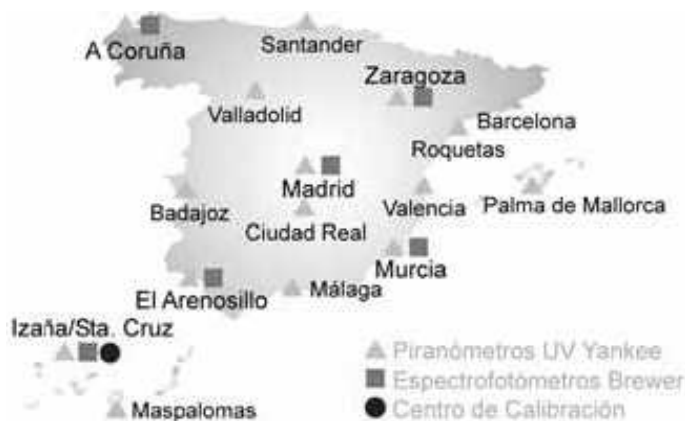 Santander
A Coruña
Zaragoza
Valladolid
Barcelona
Roquetas
Madrid
Badajoz
Valencia
Palma de Mallorca
Ciudad Real
Murcia
El Arenosillo
Málaga
Izaña/Sta. Cruz
Piranómetros UV Yankee
Espectrofotómetros Brewer
Maspalomas
Centro de Calibración